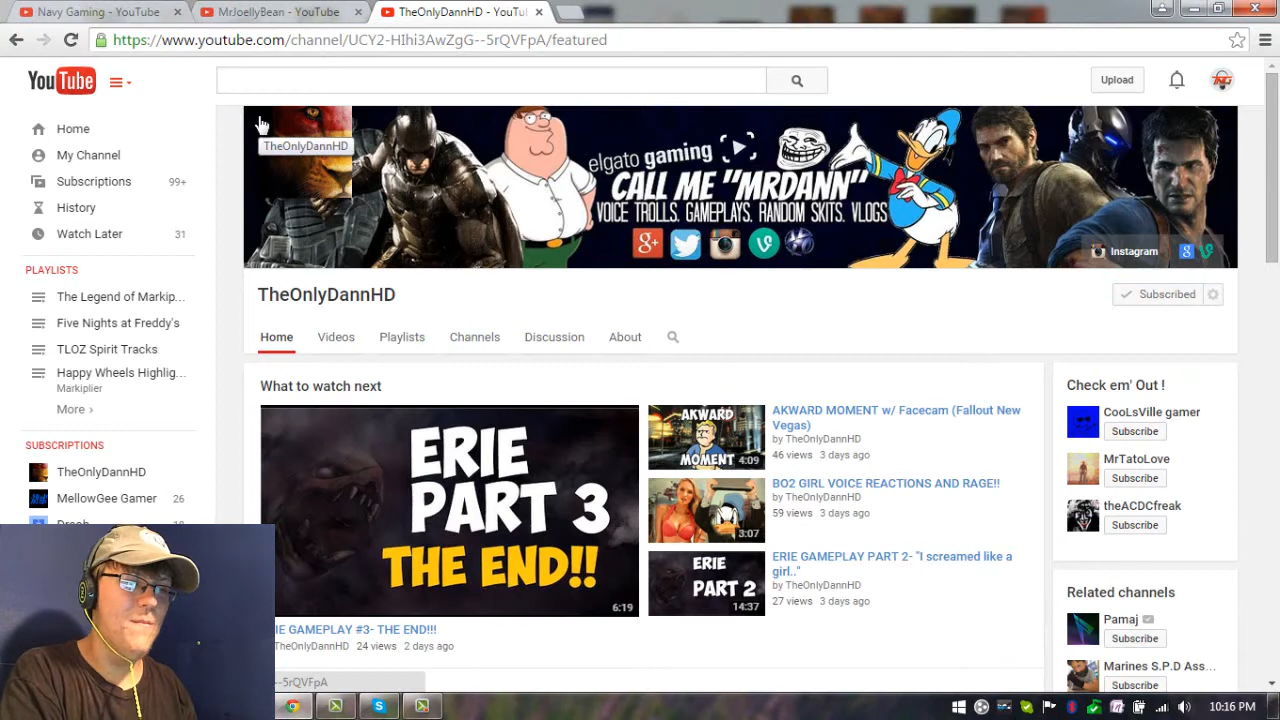 Navy Gaming - YouTube
MrJoellyBean - YouTube
TheOnlyDannHD - YouTu
https://www.youtube.com/channel/UCY2-HIhi3AwZgG--5rQVFpA/featured
YouTube
Upload
Home
My Channel
Subscriptions 99+
History
Watch Later 31
PLAYLISTS
The Legend of Markip...
Five Nights at Freddy's
TLOZ Spirit Tracks
Happy Wheels Highlig...
Markiplier
More ›
SUBSCRIPTIONS
TheOnlyDannHD
MellowGee Gamer 26
TheOnlyDannHD
elgato gaming
CALL ME "MRDANN"
VOICE TROLLS. GAMEPLAYS. RANDOM SKITS. VLOGS
Instagram
TheOnlyDannHD
Subscribed
Home Videos Playlists Channels Discussion About
What to watch next
ERIE
PART 3
THE END!!
6:19
IE GAMEPLAY #3- THE END!!!
TheOnlyDannHD 24 views 2 days ago
AKWARD
MOMENT
4:09
AKWARD MOMENT w/ Facecam (Fallout New
Vegas)
by TheOnlyDannHD
46 views 3 days ago
3:07
BO2 GIRL VOICE REACTIONS AND RAGE!!
by TheOnlyDannHD
59 views 3 days ago
ERIE
PART 2
14:37
ERIE GAMEPLAY PART 2- "I screamed like a
girl.."
by TheOnlyDannHD
27 views 3 days ago
Check em' Out !
CooLsVille gamer
Subscribe
MrTatoLove
Subscribe
theACDCfreak
Subscribe
Related channels
Pamaj
Subscribe
Marines S.P.D Ass...
Subscribe
--5rQVFpA
10:16 PM